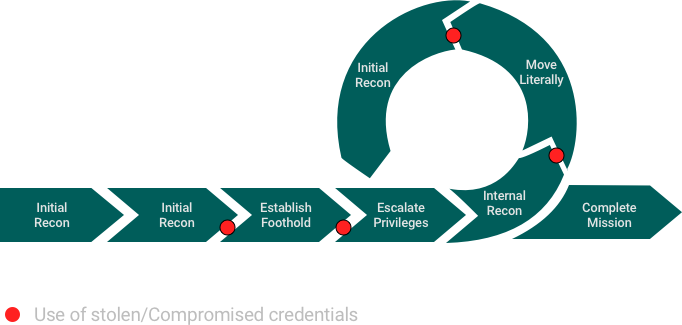 Initial
Recon
Move
Literally
Initial
Recon
Initial
Recon
Establish
Foothold
Escalate
Privileges
Internal
Recon
Complete
Mission
Use of stolen/Compromised credentials